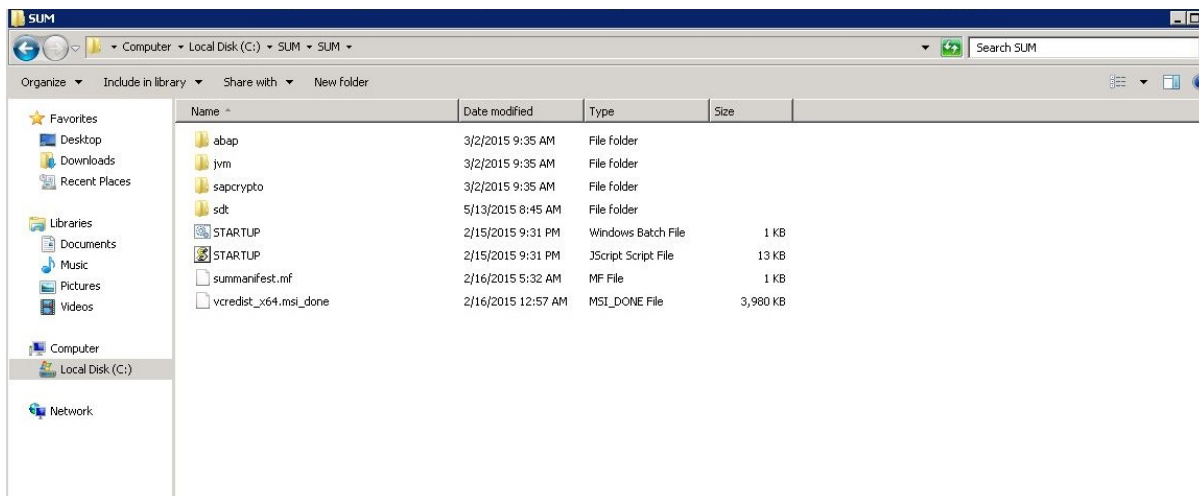 SUM
Computer Local Disk (C:) SUM SUM
Search SUM
Organize Include in library Share with New folder
Favorites
Desktop
Downloads
Recent Places
Libraries
Documents
Music
Pictures
Videos
Computer
Local Disk (C:)
Network
Name Date modified Type Size
abap 3/2/2015 9:35 AM File folder
jvm 3/2/2015 9:35 AM File folder
sapcrypto 3/2/2015 9:35 AM File folder
sdt 5/13/2015 8:45 AM File folder
STARTUP 2/15/2015 9:31 PM Windows Batch File 1 KB
STARTUP 2/15/2015 9:31 PM JScript Script File 13 KB
summanifest.mf 2/16/2015 5:32 AM MF File 1 KB
vcredist_x64.msi_done 2/16/2015 12:57 AM MSI_DONE File 3,980 KB